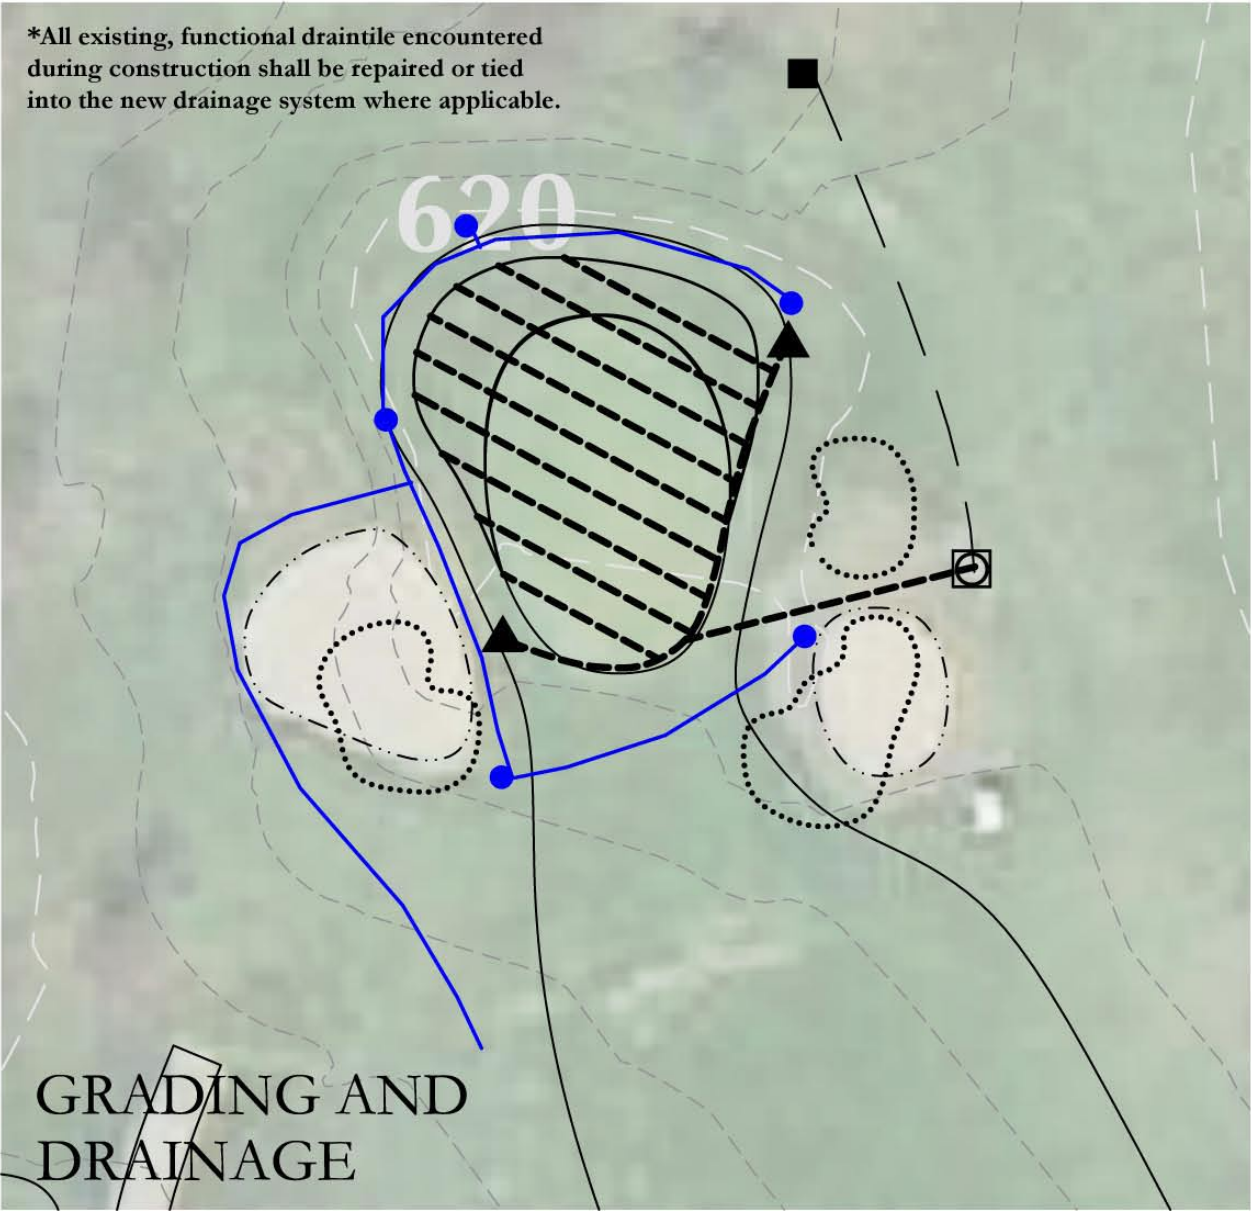 *All existing, functional draintile encountered
during construction shall be repaired or tied
into the new drainage system where applicable.
620
GRADING AND
DRAINAGE